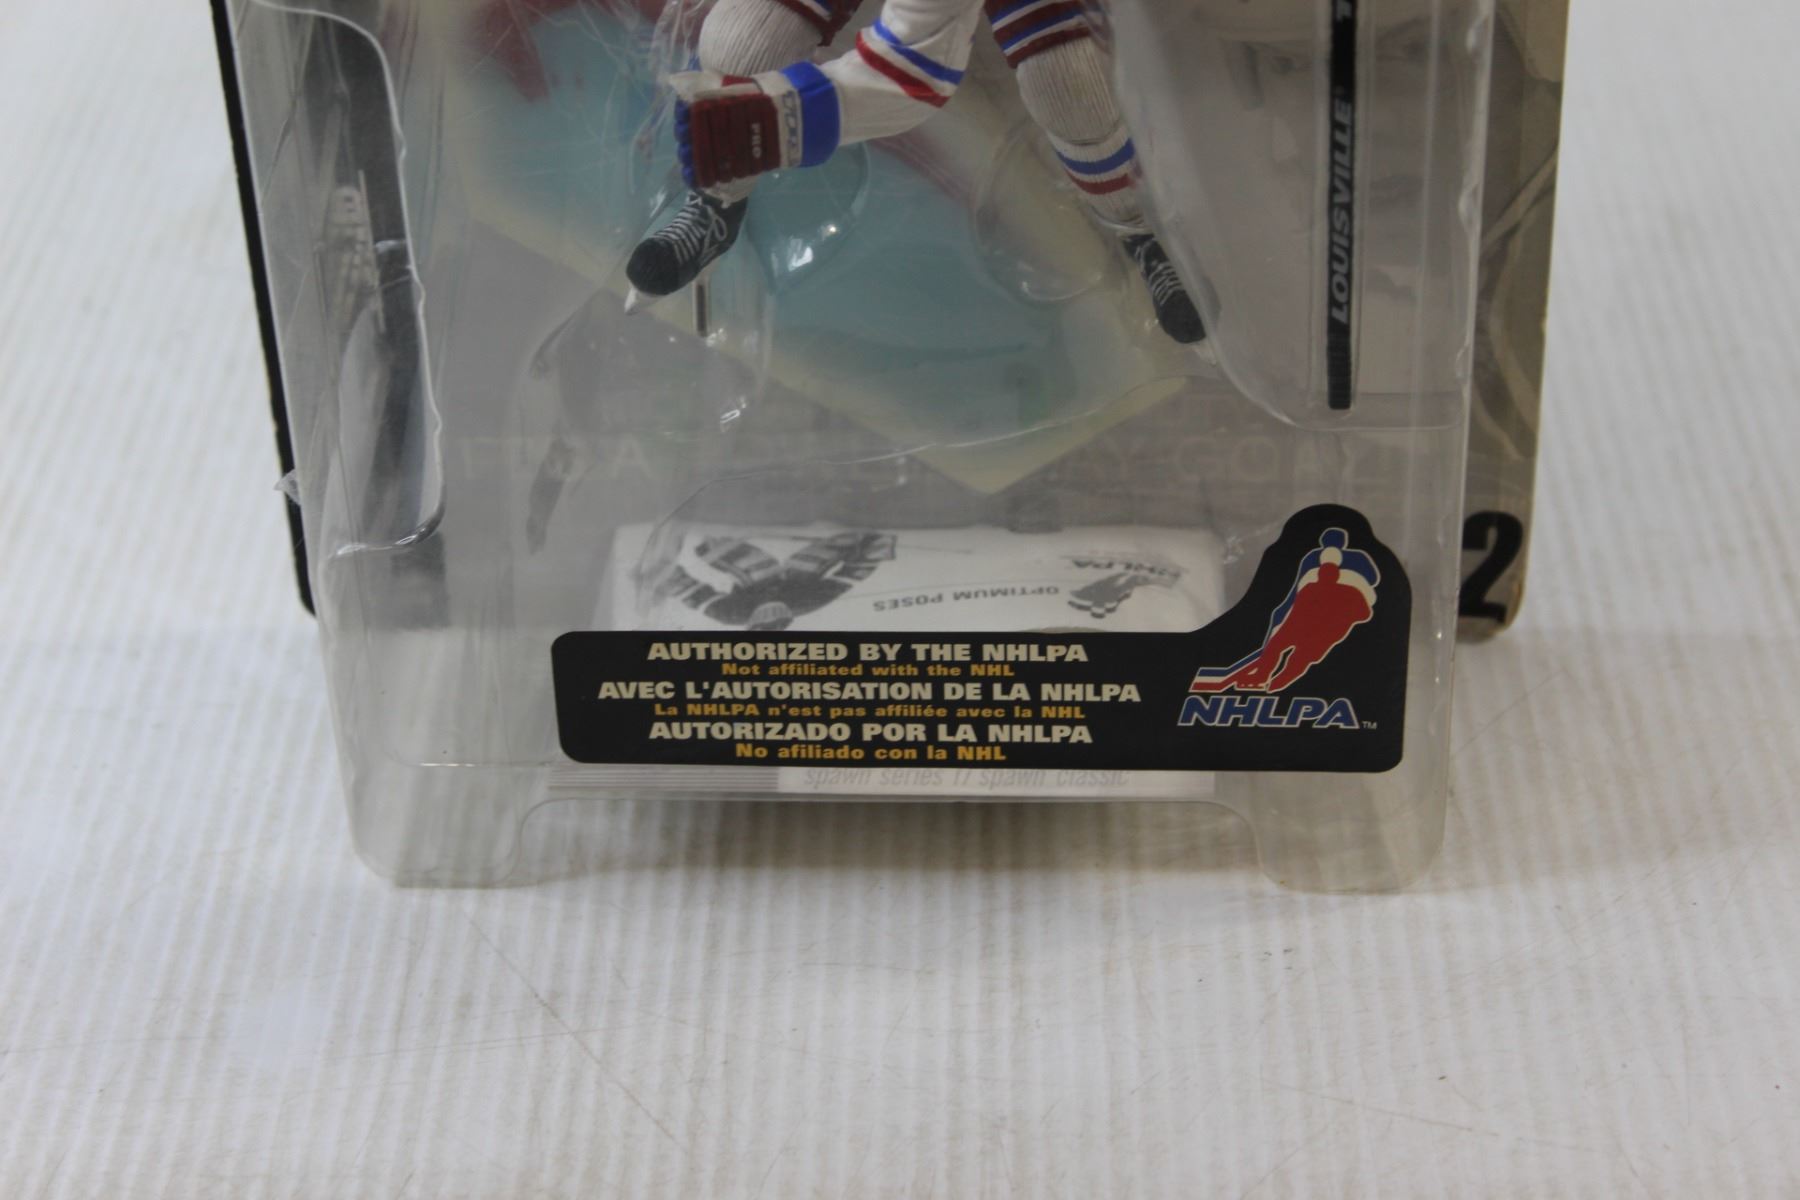 LOUISVILLE
PRO
2
NHLPA
OPTIMUM POSES
AUTHORIZED BY THE NHLPA
Not affiliated with the NHL
AVEC L'AUTORISATION DE LA NHLPA
La NHLPA n'est pas affiliée avec la NHL
AUTORIZADO POR LA NHLPA
No afiliado con la NHL
NHLPA™
spawn series 17 spawn classic